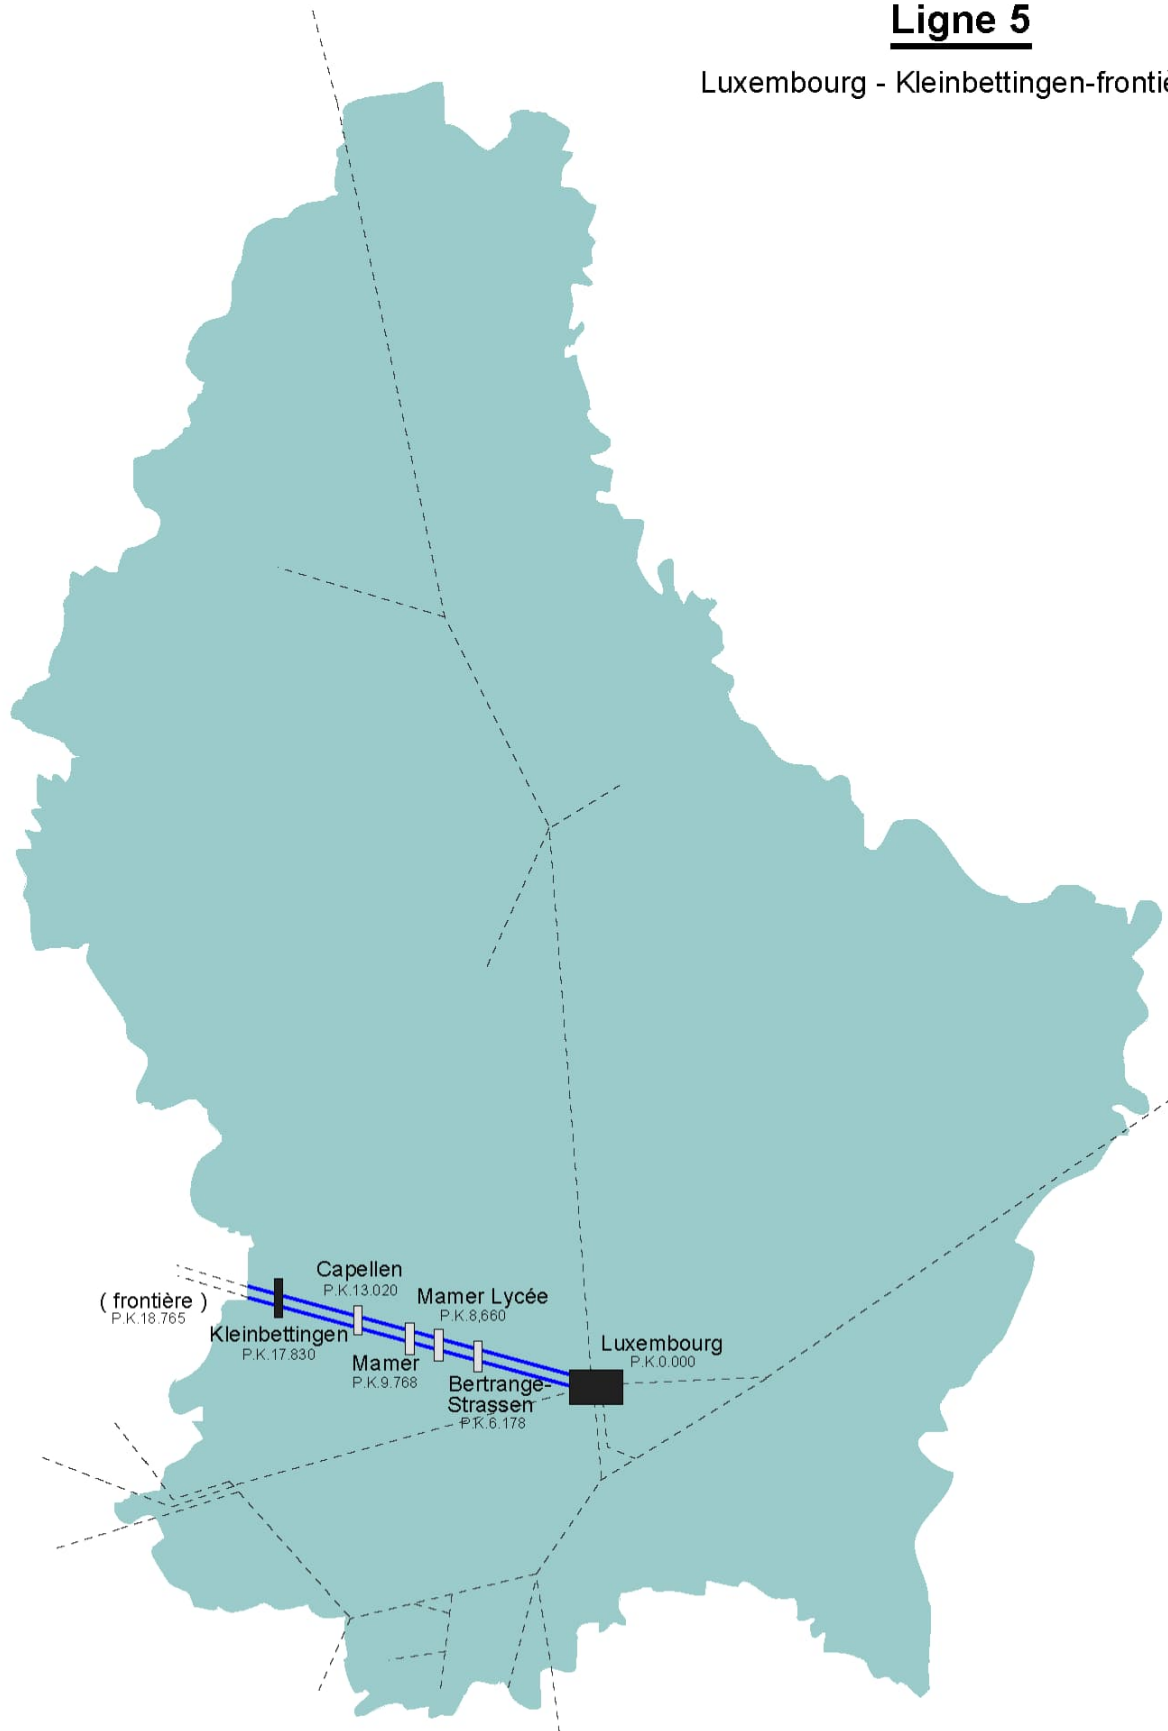 Ligne 5
Luxembourg - Kleinbettingen-frontiè
Capellen
P.K.13.020
( frontière )
P.K.18.765
Mamer Lycée
P.K.8,660
Kleinbettingen
P.K.17.830
Luxembourg
P.K.0.000
Mamer
P.K.9.768
Bertrange-
Strassen
P.K.6.178